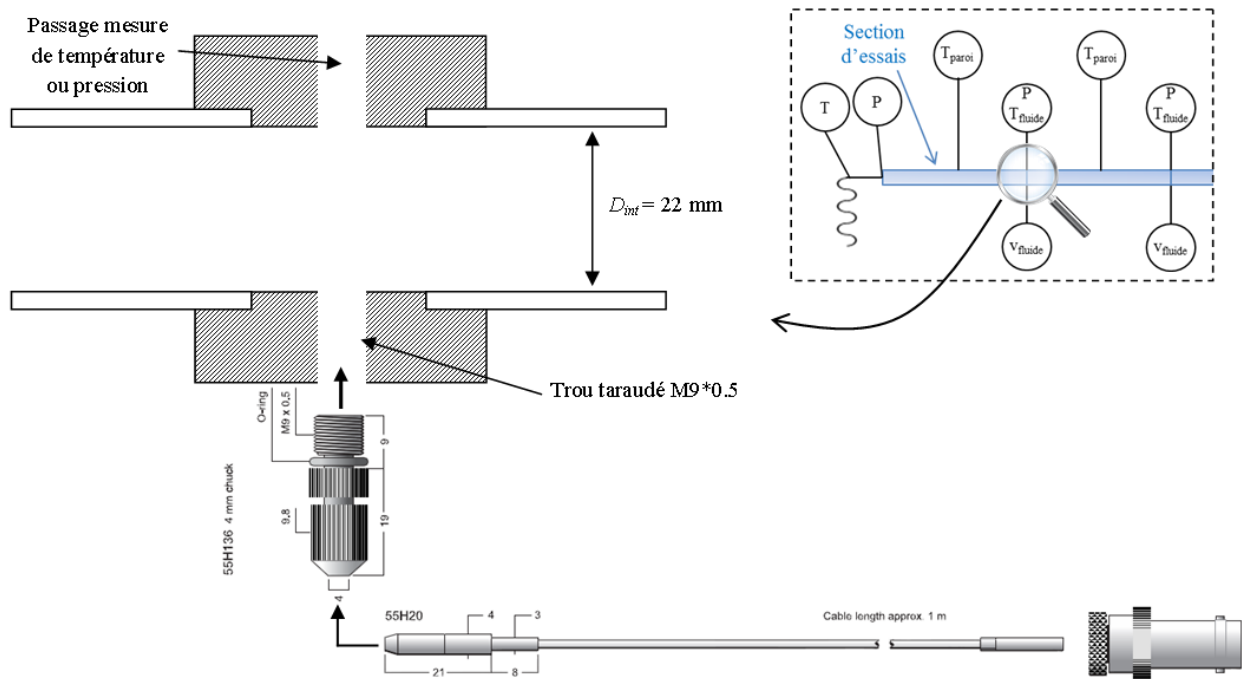 Passage mesure
de température
ou pression
D_int = 22 mm
Trou taraudé M9*0.5
Section
d'essais
T
P
T_paroi
P
T_fluide
T_paroi
P
T_fluide
v_fluide
v_fluide
O-ring
M9 x 0,5
9
19
9,8
55H136 4 mm chuck
4
55H20
4
3
21
8
Cable length approx. 1 m